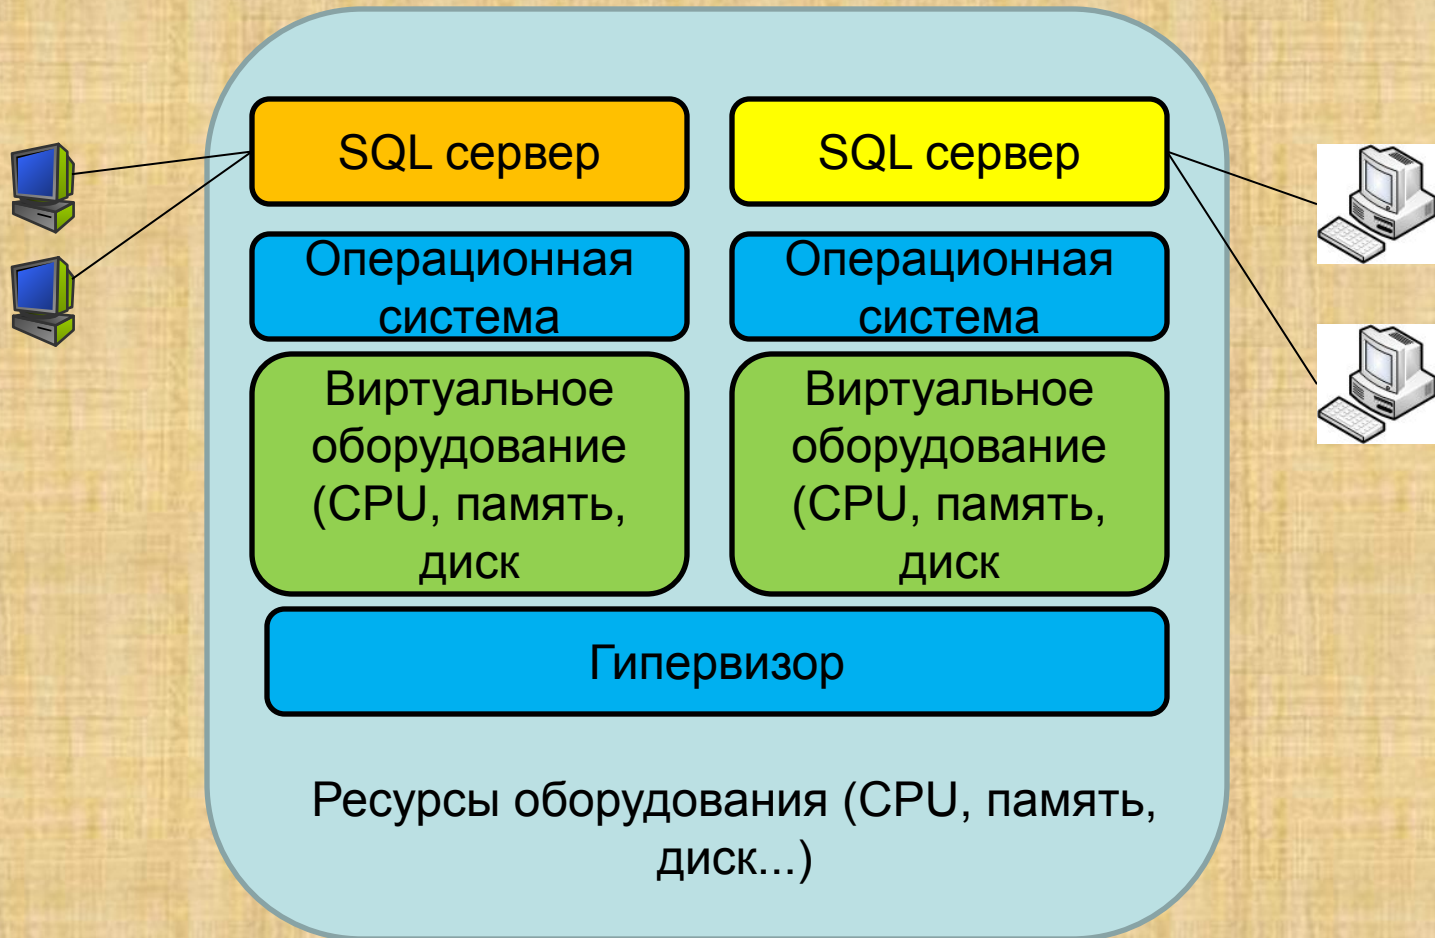 SQL сервер
SQL сервер
Операционная
система
Операционная
система
Виртуальное
оборудование
(CPU, память,
диск
Виртуальное
оборудование
(CPU, память,
диск
Гипервизор
Ресурсы оборудования (CPU, память,
диск...)